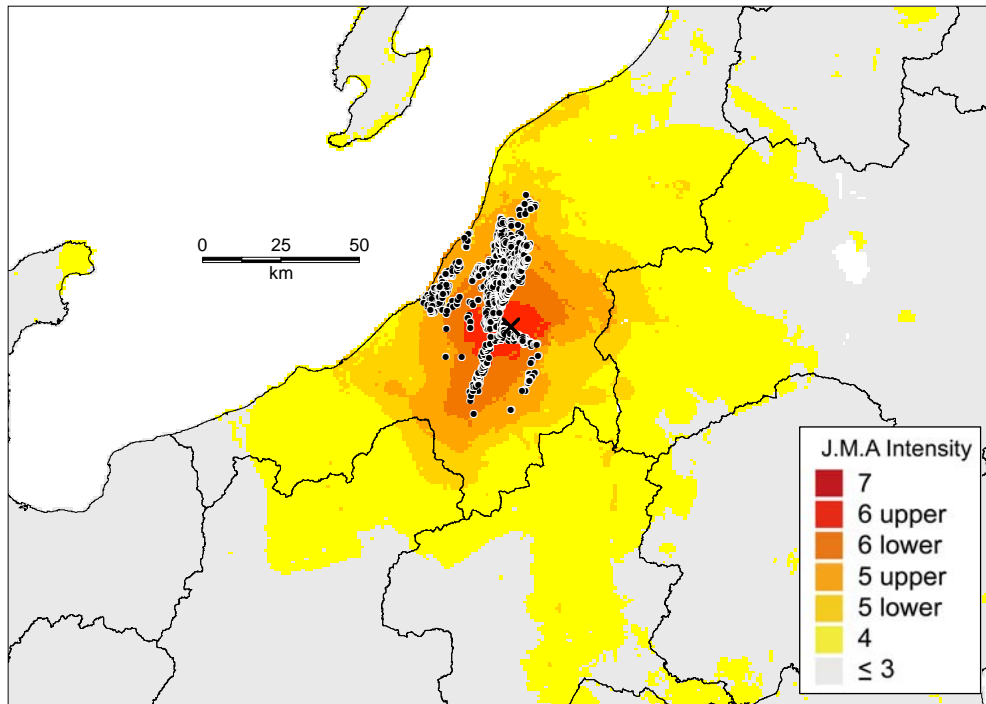 0 25 50
km
J.M.A Intensity
7
6 upper
6 lower
5 upper
5 lower
4
≤ 3